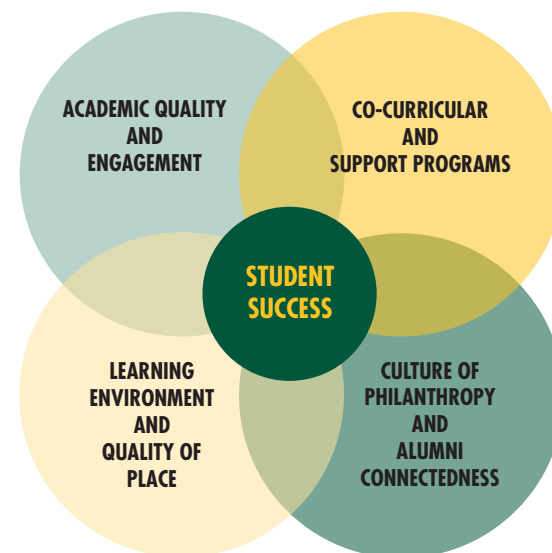 ACADEMIC QUALITY
AND
ENGAGEMENT
CO-CURRICULAR
AND
SUPPORT PROGRAMS
STUDENT
SUCCESS
LEARNING
ENVIRONMENT
AND
QUALITY OF
PLACE
CULTURE OF
PHILANTHROPY
AND
ALUMNI
CONNECTEDNESS